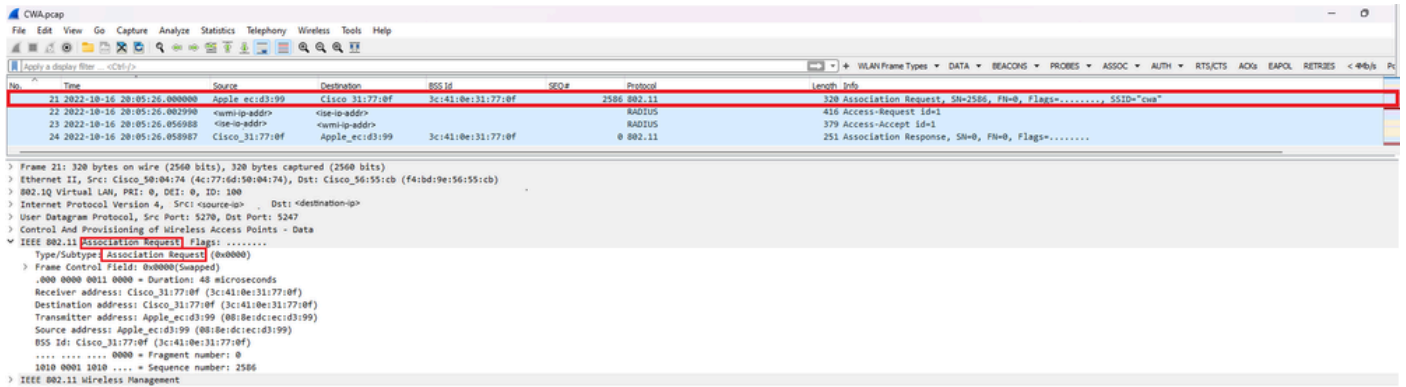 CWA.pcap
File Edit View Go Capture Analyze Statistics Telephony Wireless Tools Help
Apply a display filter ... <Ctrl-/>
+ WLAN Frame Types DATA BEACONS PROBES ASSOC AUTH RTS/CTS ACKs EAPOL RETRIES
No. Time Source Destination BSS Id SEQ# Protocol Length Info
21 2022-10-16 20:05:26.000000 Apple_ec:d3:99 Cisco_31:77:0f 3c:41:0e:31:77:0f 2586 802.11 320 Association Request, SN=2586, FN=0, Flags=........, SSID="cwa"
22 2022-10-16 20:05:26.002990 <wmi-ip-addr> <ise-ip-addr> RADIUS 416 Access-Request id=1
23 2022-10-16 20:05:26.056988 <ise-ip-addr> <wmi-ip-addr> RADIUS 379 Access-Accept id=1
24 2022-10-16 20:05:26.058987 Cisco_31:77:0f Apple_ec:d3:99 3c:41:0e:31:77:0f 0 802.11 251 Association Response, SN=0, FN=0, Flags=........
> Frame 21: 320 bytes on wire (2560 bits), 320 bytes captured (2560 bits)
> Ethernet II, Src: Cisco_50:04:74 (4c:77:6d:50:04:74), Dst: Cisco_56:55:cb (f4:bd:9e:56:55:cb)
> 802.1Q Virtual LAN, PRI: 0, DEI: 0, ID: 100
> Internet Protocol Version 4, Src: <source-ip> Dst: <destination-ip>
> User Datagram Protocol, Src Port: 5270, Dst Port: 5247
> Control And Provisioning of Wireless Access Points - Data
IEEE 802.11 Association Request, Flags: ........
Type/Subtype: Association Request (0x0000)
> Frame Control Field: 0x0000(Swapped)
.000 0000 0011 0000 = Duration: 48 microseconds
Receiver address: Cisco_31:77:0f (3c:41:0e:31:77:0f)
Destination address: Cisco_31:77:0f (3c:41:0e:31:77:0f)
Transmitter address: Apple_ec:d3:99 (08:8e:dc:ec:d3:99)
Source address: Apple_ec:d3:99 (08:8e:dc:ec:d3:99)
BSS Id: Cisco_31:77:0f (3c:41:0e:31:77:0f)
.... .... .... 0000 = Fragment number: 0
1010 0001 1010 .... = Sequence number: 2586
> IEEE 802.11 Wireless Management